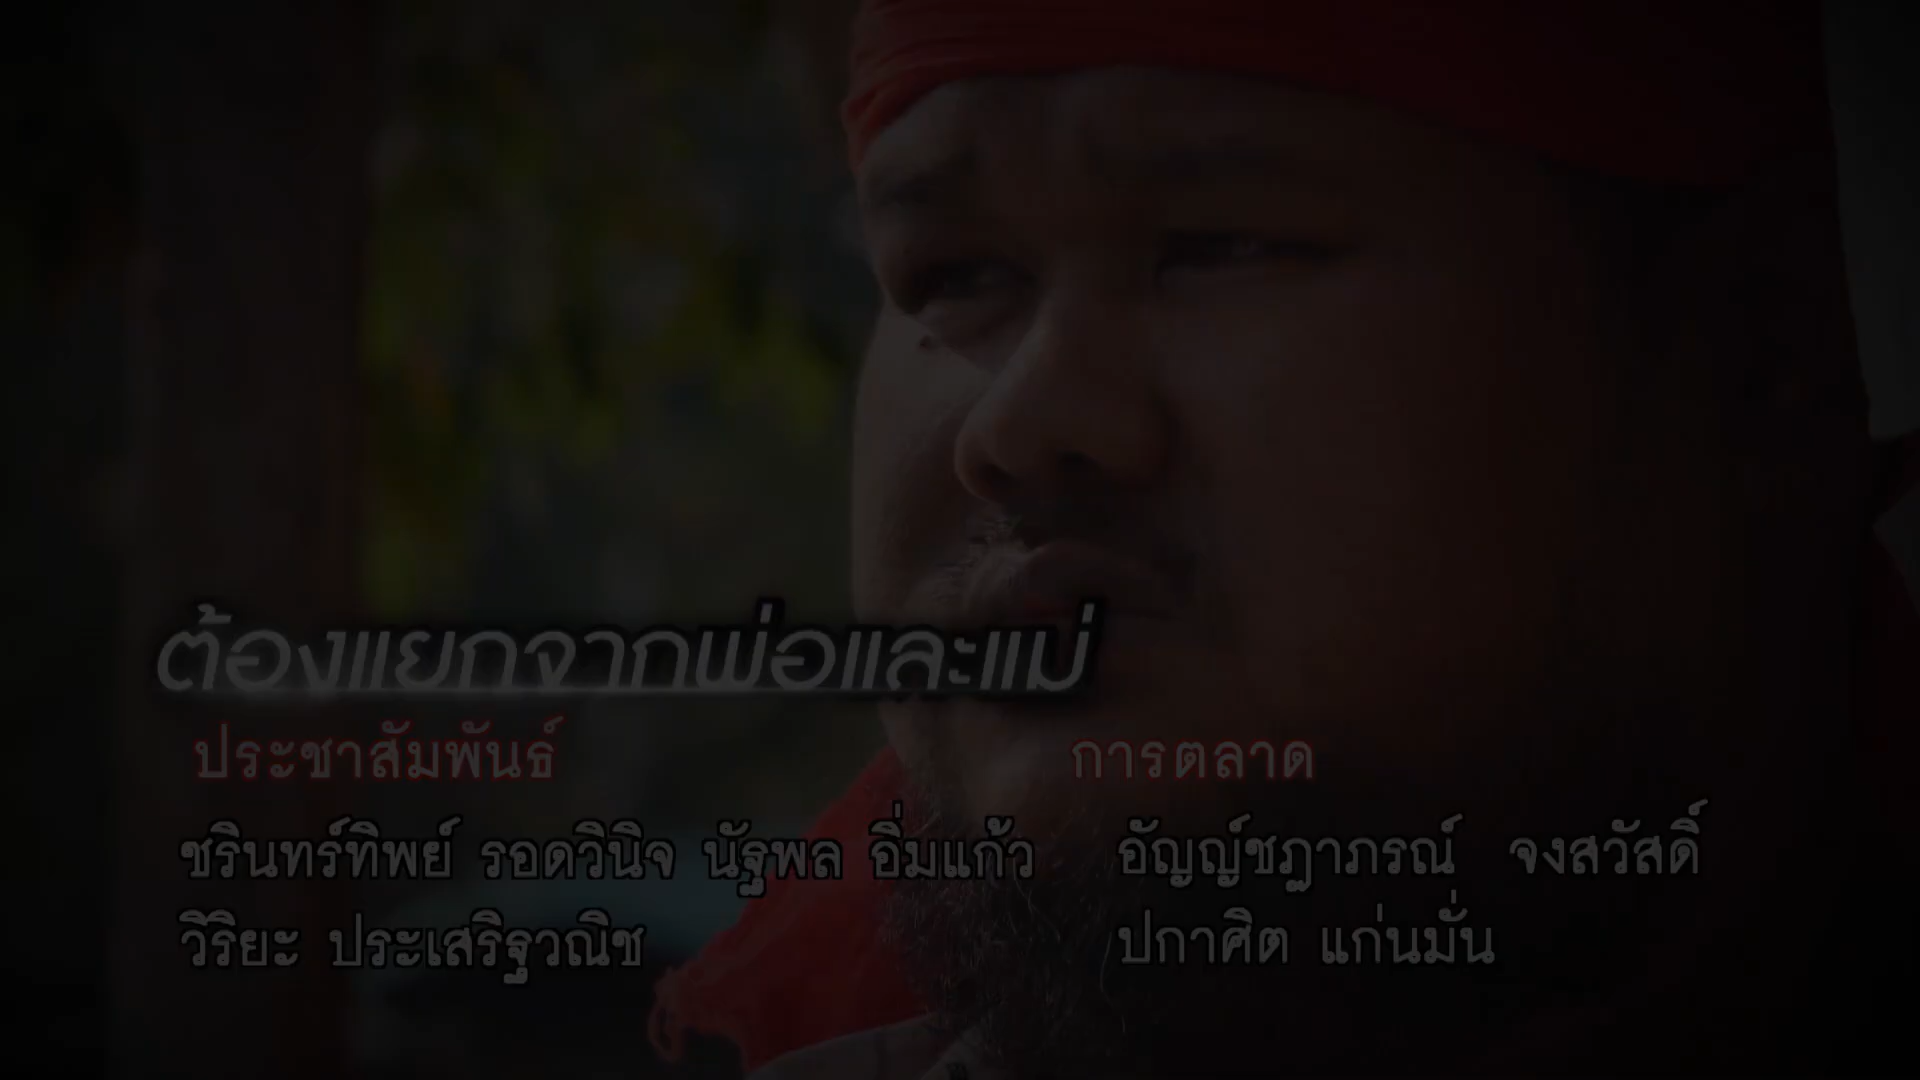 ต้องแยกจากพ่อและแม่
ประชาสัมพันธ์
การตลาด
ชรินทร์ทิพย์ รอดวินิจ นัฐพล อิ่มแก้ว
อัญญ์ชฎาภรณ์ จงสวัสดิ์
วิริยะ ประเสริฐวณิช
ปกาศิต แก่นมั่น